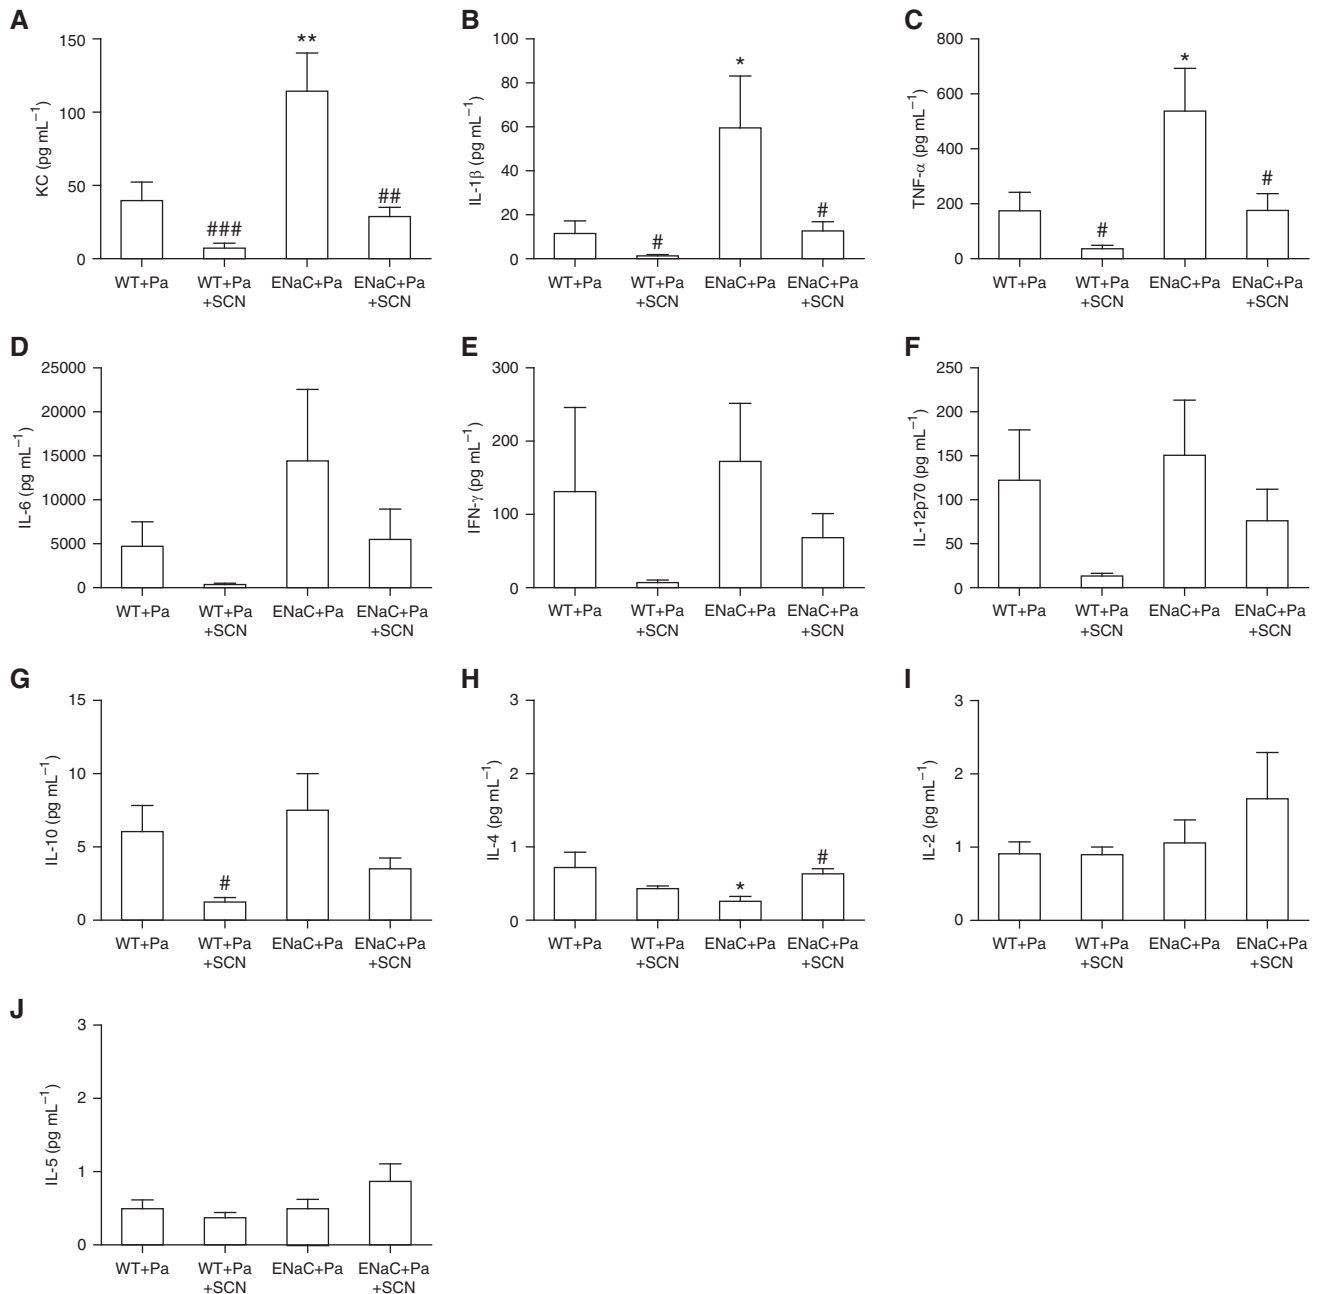 A
KC (pg mL⁻¹)
150
100
50
0
**
###
##
WT+Pa
WT+Pa
+SCN
ENaC+Pa
ENaC+Pa
+SCN
B
IL-1β (pg mL⁻¹)
100
80
60
40
20
0
*
#
#
WT+Pa
WT+Pa
+SCN
ENaC+Pa
ENaC+Pa
+SCN
C
TNF-α (pg mL⁻¹)
800
600
400
200
0
*
#
#
WT+Pa
WT+Pa
+SCN
ENaC+Pa
ENaC+Pa
+SCN
D
IL-6 (pg mL⁻¹)
25000
20000
15000
10000
5000
0
WT+Pa
WT+Pa
+SCN
ENaC+Pa
ENaC+Pa
+SCN
E
IFN-γ (pg mL⁻¹)
300
200
100
0
WT+Pa
WT+Pa
+SCN
ENaC+Pa
ENaC+Pa
+SCN
F
IL-12p70 (pg mL⁻¹)
250
200
150
100
50
0
WT+Pa
WT+Pa
+SCN
ENaC+Pa
ENaC+Pa
+SCN
G
IL-10 (pg mL⁻¹)
15
10
5
0
#
WT+Pa
WT+Pa
+SCN
ENaC+Pa
ENaC+Pa
+SCN
H
IL-4 (pg mL⁻¹)
3
2
1
0
*
#
WT+Pa
WT+Pa
+SCN
ENaC+Pa
ENaC+Pa
+SCN
I
IL-2 (pg mL⁻¹)
3
2
1
0
WT+Pa
WT+Pa
+SCN
ENaC+Pa
ENaC+Pa
+SCN
J
IL-5 (pg mL⁻¹)
3
2
1
0
WT+Pa
WT+Pa
+SCN
ENaC+Pa
ENaC+Pa
+SCN